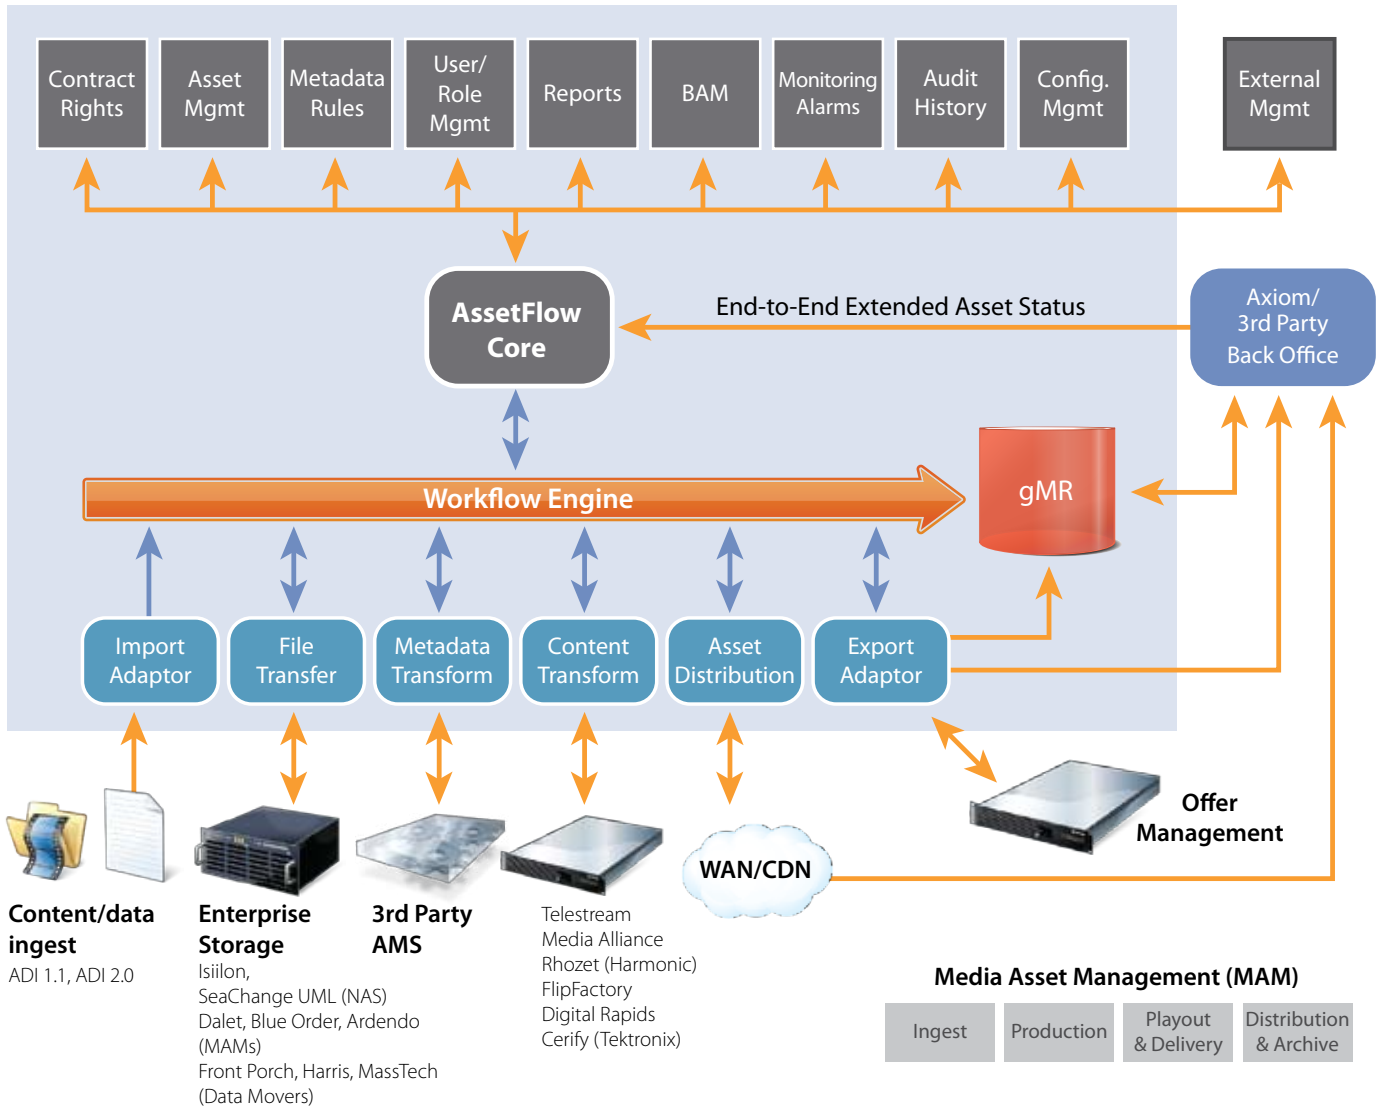 Contract
Rights
Asset
Mgmt
Metadata
Rules
User/
Role
Mgmt
Reports
BAM
Monitoring
Alarms
Audit
History
Config.
Mgmt
External
Mgmt
AssetFlow
Core
End-to-End Extended Asset Status
Axiom/
3rd Party
Back Office
Workflow Engine
gMR
Import
Adaptor
File
Transfer
Metadata
Transform
Content
Transform
Asset
Distribution
Export
Adaptor
Offer
Management
WAN/CDN
Content/data
ingest
ADI 1.1, ADI 2.0
Enterprise
Storage
Isiilon,
SeaChange UML (NAS)
Dalet, Blue Order, Ardendo
(MAMs)
Front Porch, Harris, MassTech
(Data Movers)
3rd Party
AMS
Telestream
Media Alliance
Rhozet (Harmonic)
FlipFactory
Digital Rapids
Cerify (Tektronix)
Media Asset Management (MAM)
Ingest
Production
Playout
& Delivery
Distribution
& Archive